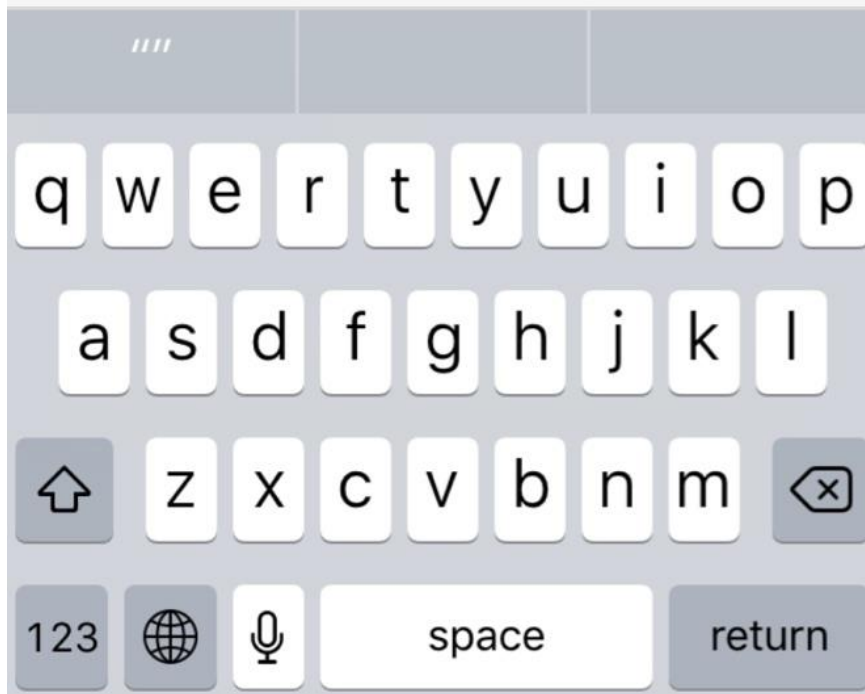 ""
q w e r t y u i o p
a s d f g h j k l
z x c v b n m
123 space return